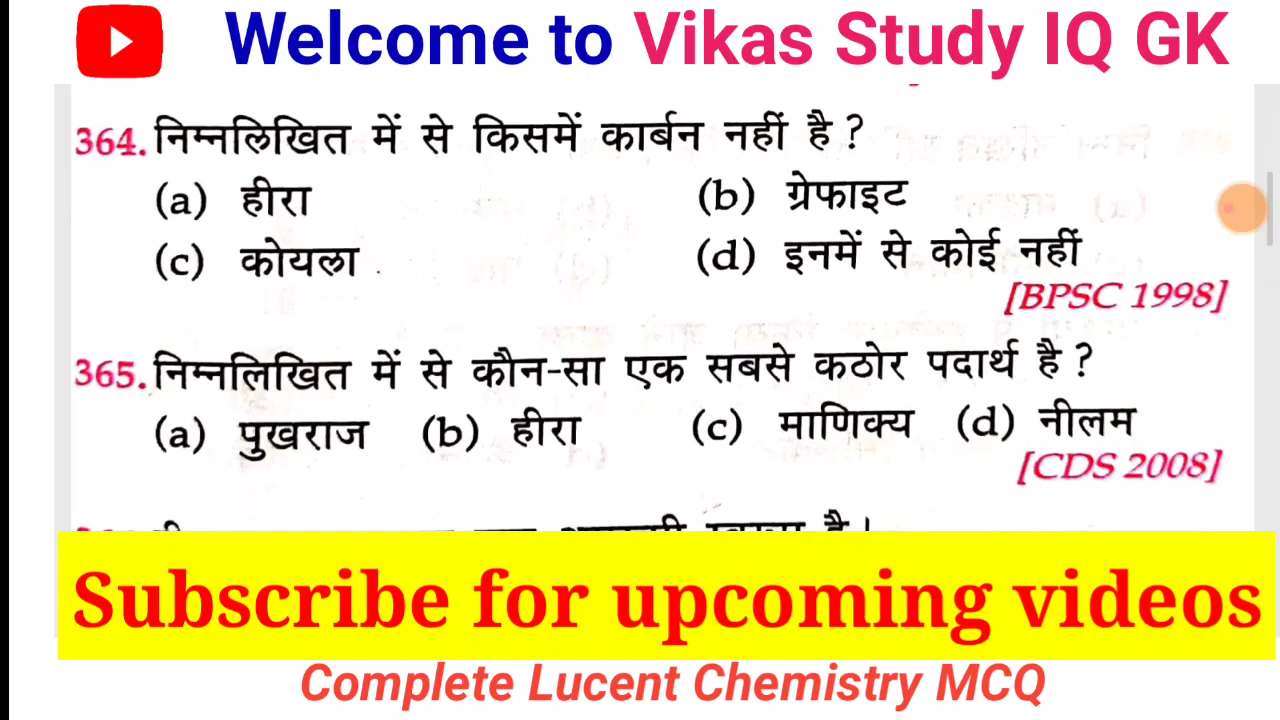 Welcome to Vikas Study IQ GK
364. निम्नलिखित में से किसमें कार्बन नहीं है ?
(a) हीरा (b) ग्रेफाइट
(c) कोयला (d) इनमें से कोई नहीं
[BPSC 1998]
365. निम्नलिखित में से कौन-सा एक सबसे कठोर पदार्थ है ?
(a) पुखराज (b) हीरा (c) माणिक्य (d) नीलम
[CDS 2008]
है।
Subscribe for upcoming videos
Complete Lucent Chemistry MCQ